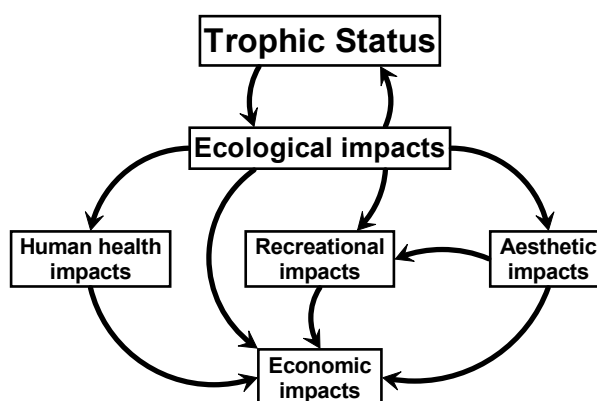 Trophic Status
Ecological impacts
Human health
impacts
Recreational
impacts
Aesthetic
impacts
Economic
impacts